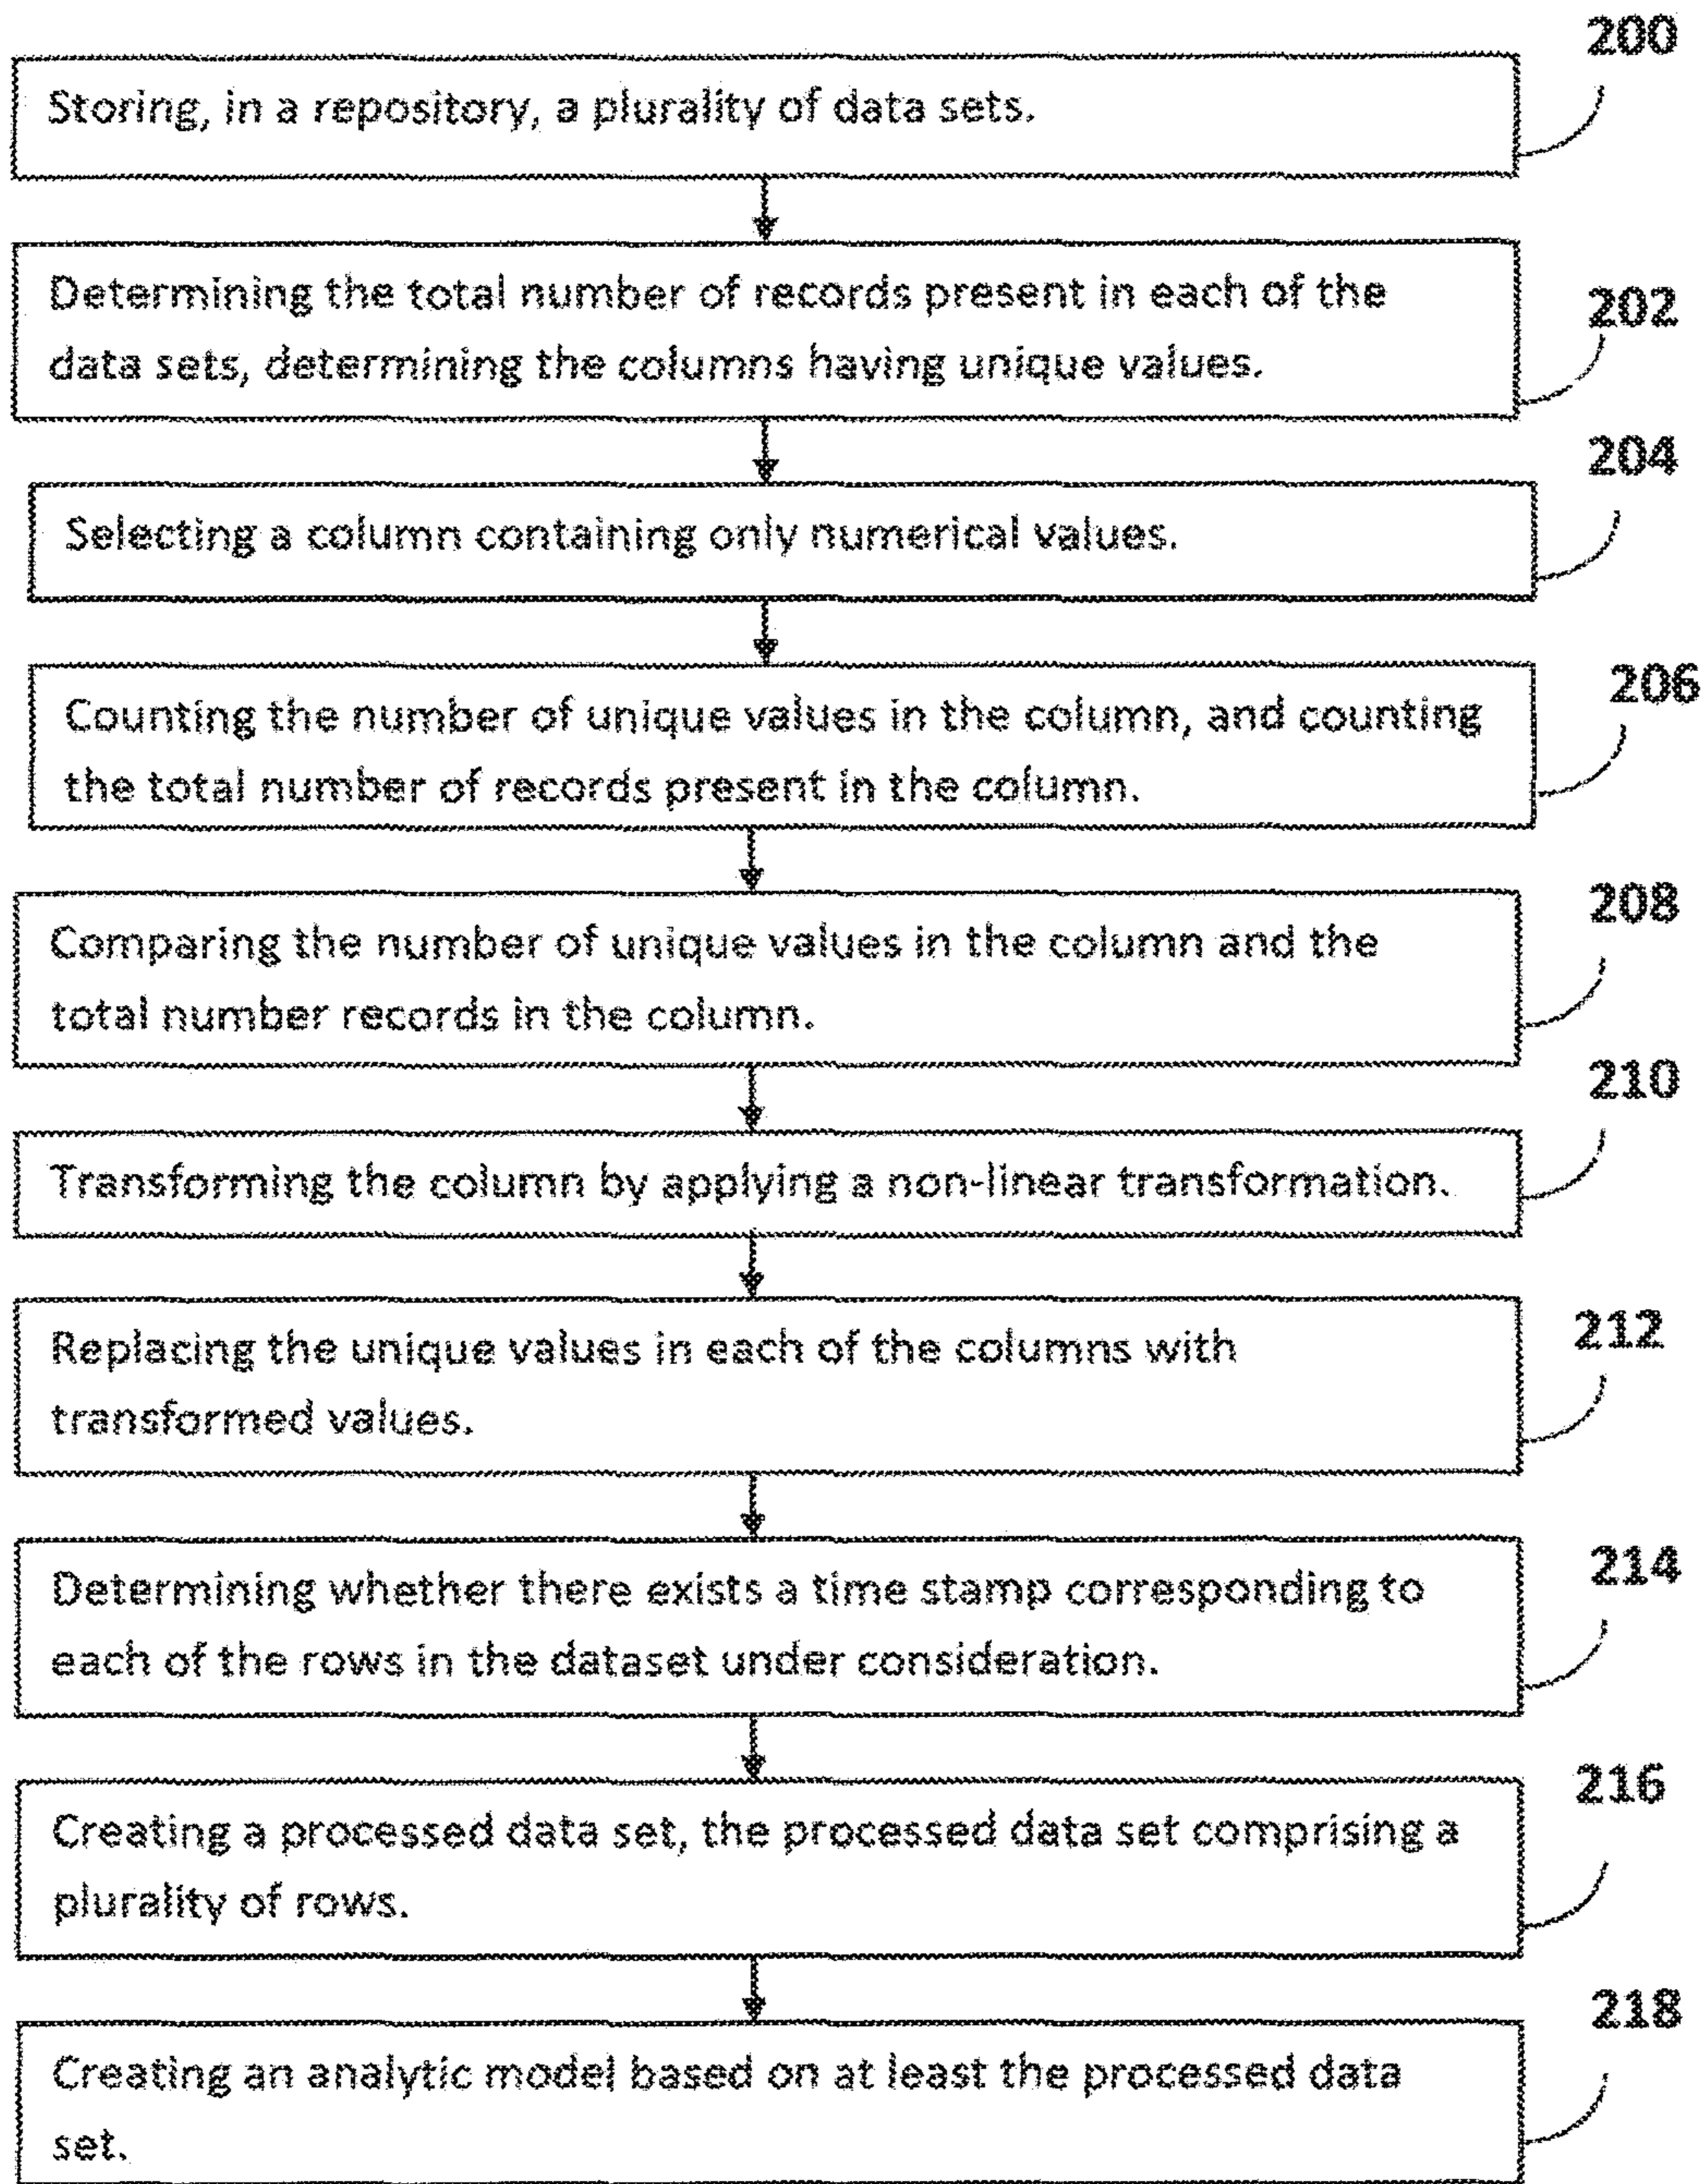 200
Storing, in a repository, a plurality of data sets.
Determining the total number of records present in each of the
data sets, determining the columns having unique values.
202
204
Selecting a column containing only numerical values.
206
Counting the number of unique values in the column, and counting
the total number of records present in the column.
208
Comparing the number of unique values in the column and the
total number records in the column.
210
Transforming the column by applying a non-linear transformation.
212
Replacing the unique values in each of the columns with
transformed values.
214
Determining whether there exists a time stamp corresponding to
each of the rows in the dataset under consideration.
216
Creating a processed data set, the processed data set comprising a
plurality of rows.
218
Creating an analytic model based on at least the processed data
set.